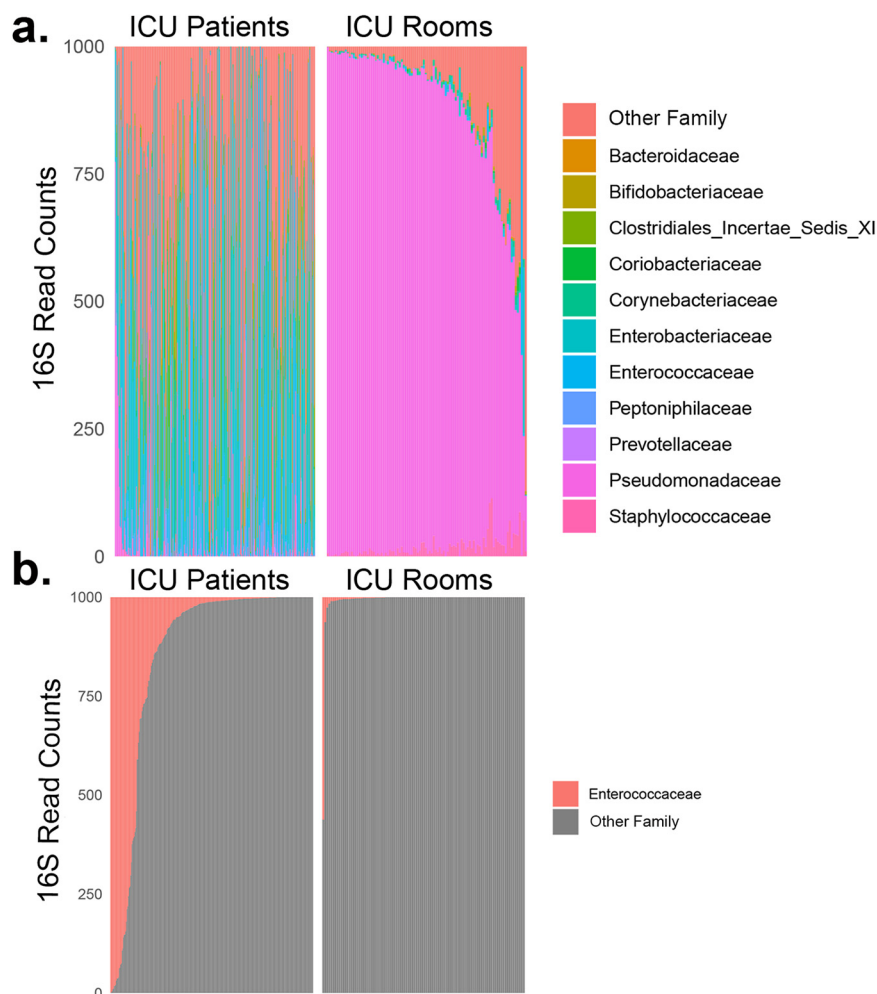 a.
ICU Patients
ICU Rooms
16S Read Counts
1000
750
500
250
0
Other Family
Bacteroidaceae
Bifidobacteriaceae
Clostridiales_Incertae_Sedis_XI
Coriobacteriaceae
Corynebacteriaceae
Enterobacteriaceae
Enterococcaceae
Peptoniphilaceae
Prevotellaceae
Pseudomonadaceae
Staphylococcaceae
b.
ICU Patients
ICU Rooms
16S Read Counts
1000
750
500
250
0
Enterococcaceae
Other Family